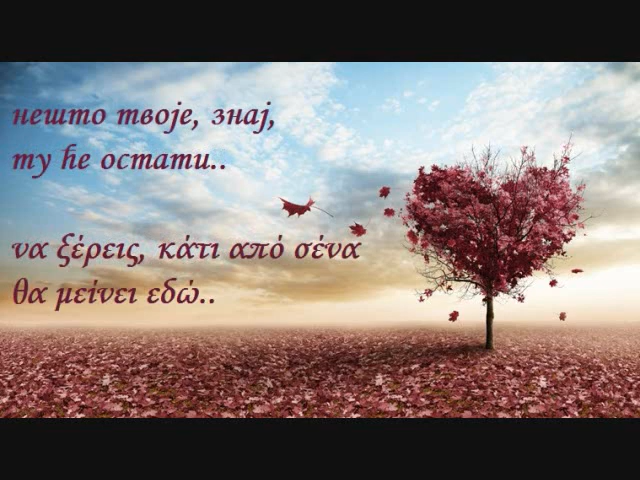 нешто твоје, знај,
ту ће остати..
να ξέρεις, κάτι από σένα
θα μείνει εδώ..